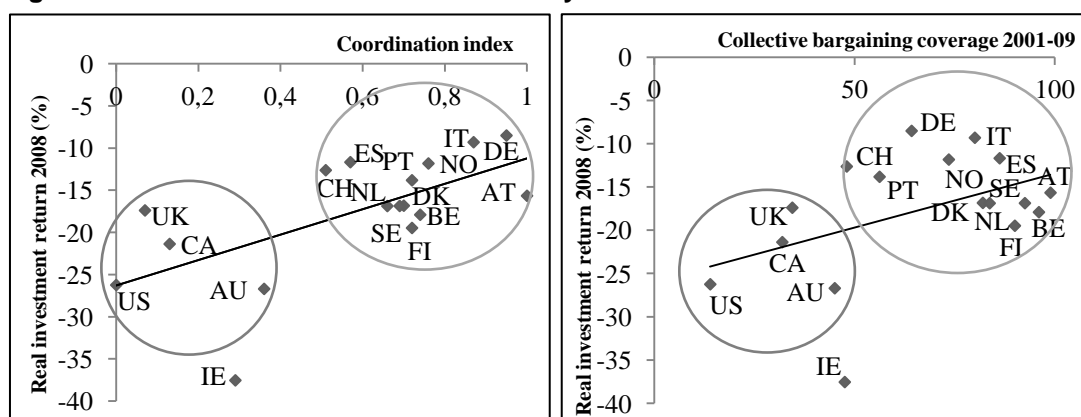 Coordination index
0 0,2 0,4 0,6 0,8 1
0
-5
-10
-15
-20
-25
-30
-35
-40
Real investment return 2008 (%)
IT
DE
ES
PT
NO
CH
NL
DK
AT
BE
SE
FI
UK
CA
US
AU
IE
Collective bargaining coverage 2001-09
0 50 100
0
-5
-10
-15
-20
-25
-30
-35
-40
Real investment return 2008 (%)
DE
IT
CH
ES
PT
NO
SE
AT
DK
NL
BE
FI
UK
CA
US
AU
IE